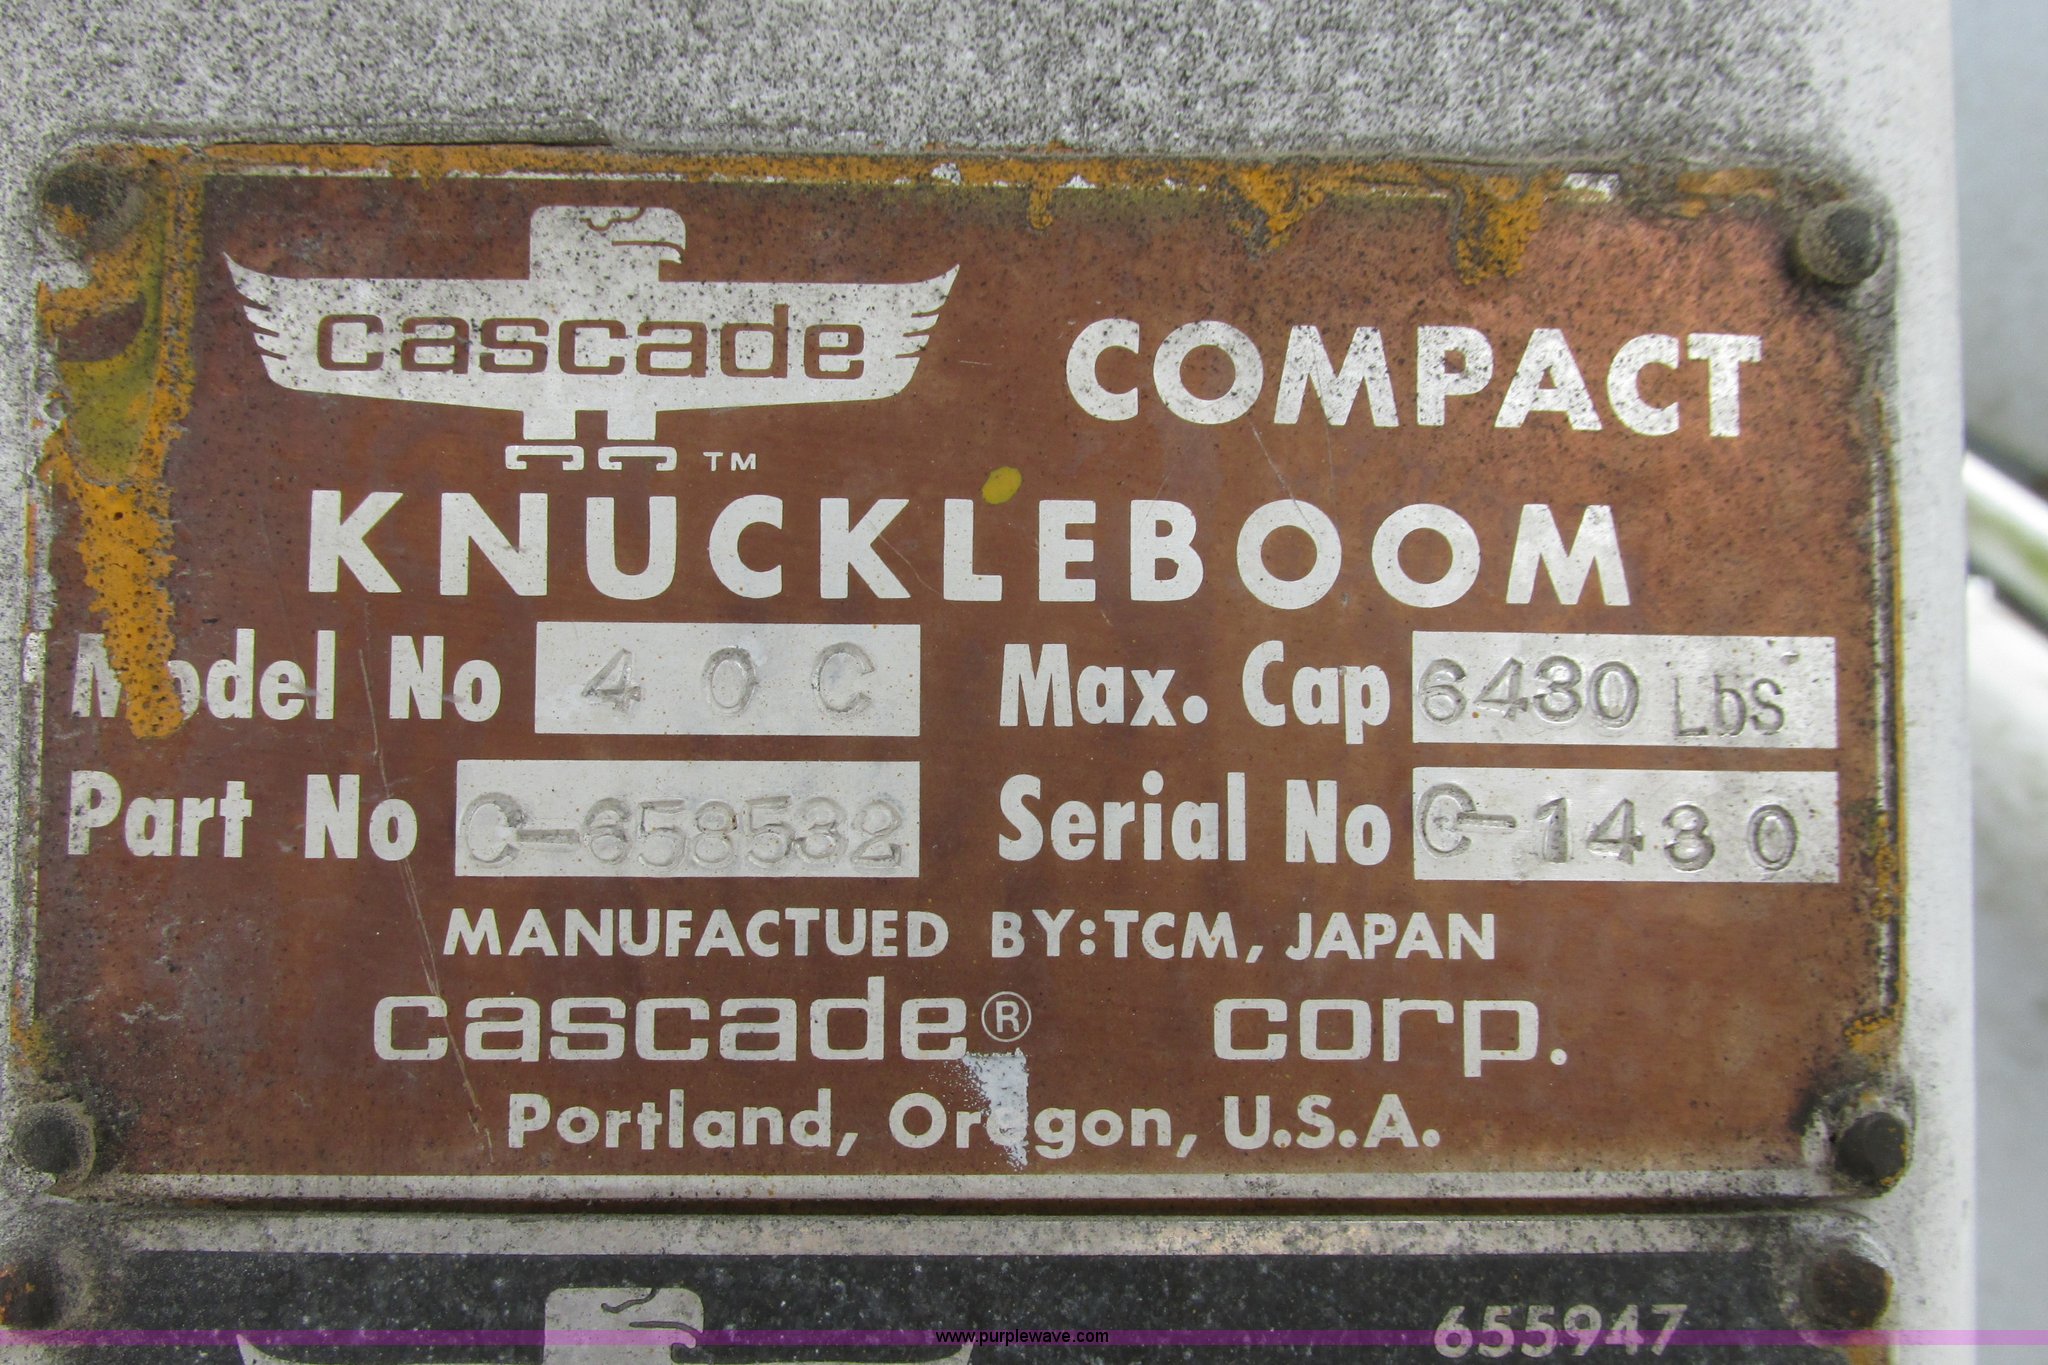 cascade
COMPACT
TM
KNUCKLEBOOM
Model No 40C Max. Cap 6430 Lbs
Part No C-658532 Serial No C-1430
MANUFACTUED BY:TCM, JAPAN
cascade® corp.
Portland, Oregon, U.S.A.
655947
www.purplewave.com